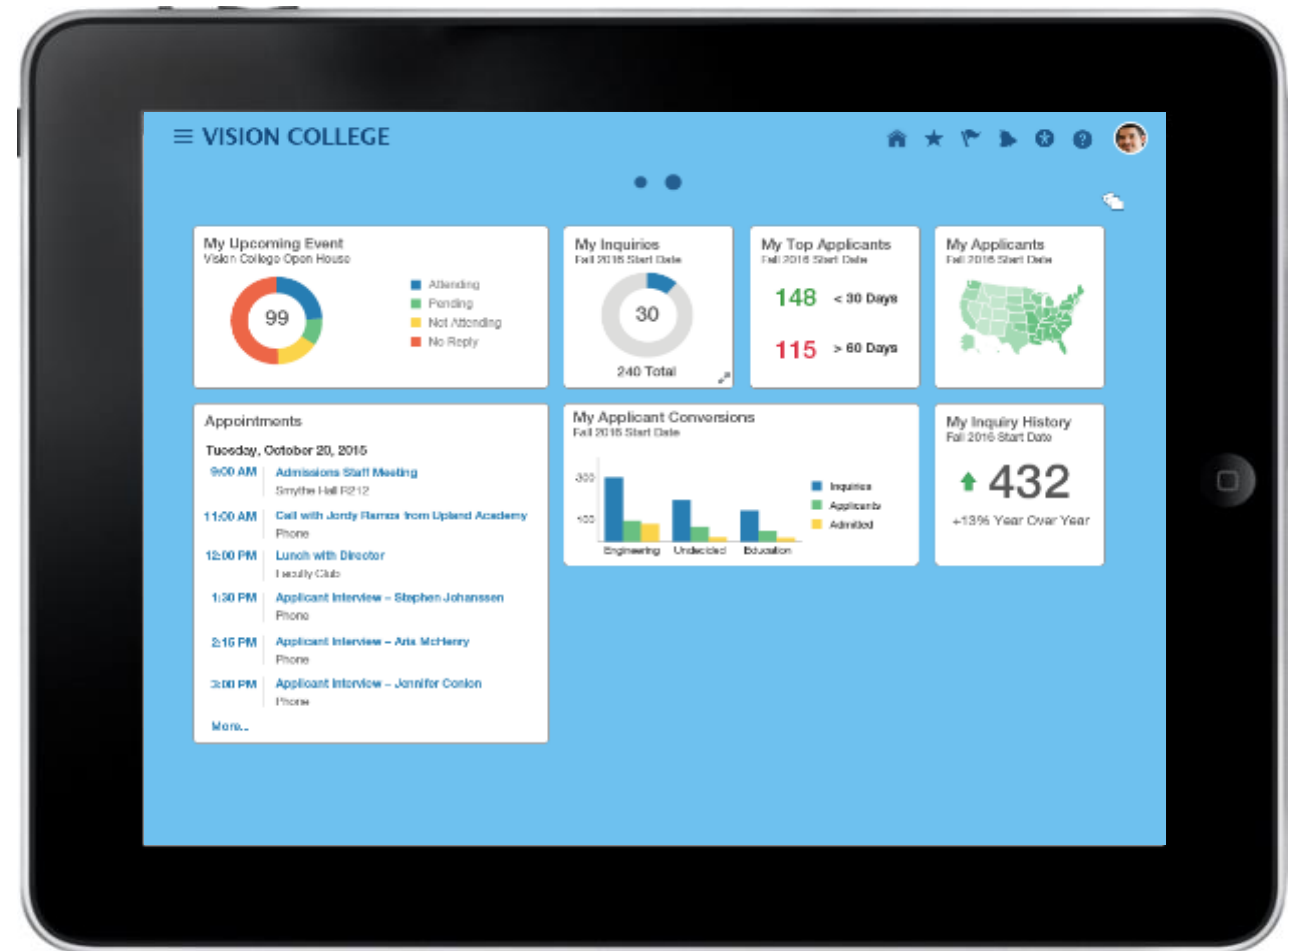 VISION COLLEGE
My Upcoming Event
Vision College Open House
99
Attending
Pending
Not Attending
No Reply
My Inquiries
Fall 2016 Start Date
30
240 Total
My Top Applicants
Fall 2016 Start Date
148 < 30 Days
115 > 60 Days
My Applicants
Fall 2016 Start Date
Appointments
Tuesday, October 20, 2015
9:00 AM Admissions Staff Meeting
Smythe Hall R212
11:00 AM Call with Jordy Ramos from Upland Academy
Phone
12:00 PM Lunch with Director
Faculty Club
1:30 PM Applicant Interview – Stephen Johanssen
Phone
2:15 PM Applicant Interview – Aria McHenry
Phone
3:00 PM Applicant Interview – Jennifer Conlon
Phone
More...
My Applicant Conversions
Fall 2016 Start Date
300
100
Engineering Undecided Education
Inquiries
Applicants
Admitted
My Inquiry History
Fall 2016 Start Date
432
+13% Year Over Year